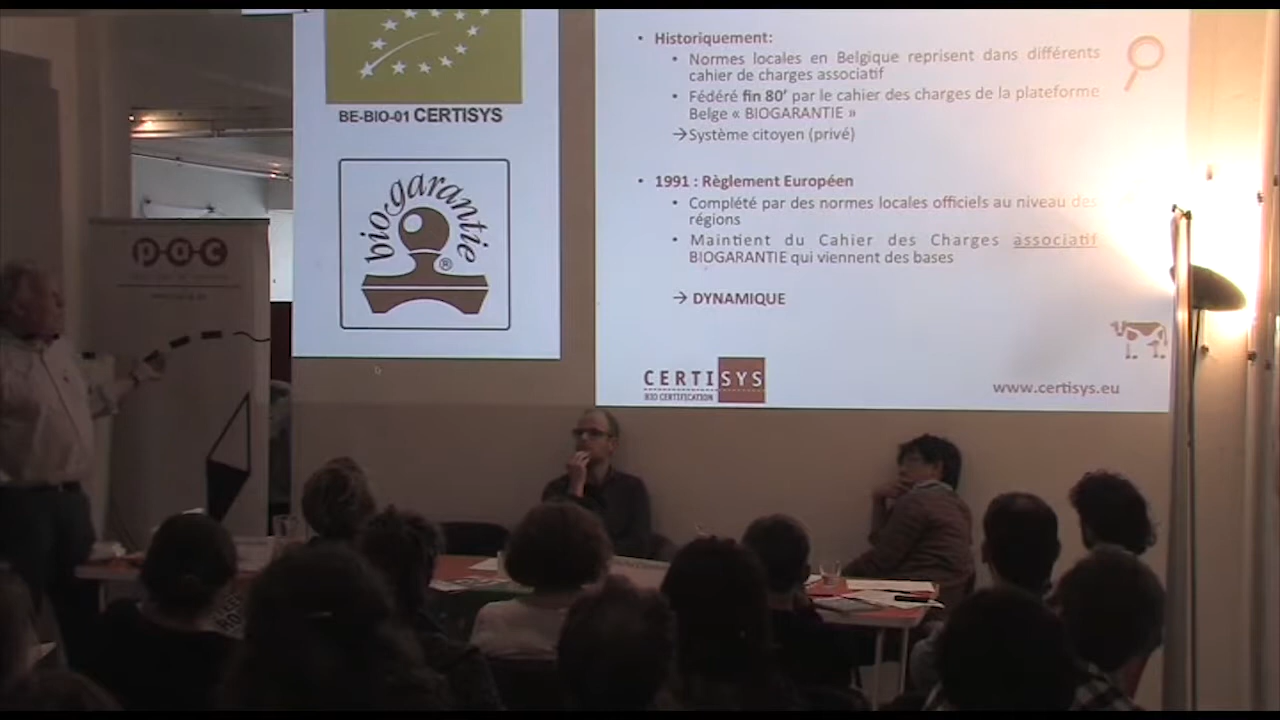 BE-BIO-01 CERTISYS
biogarantie
®
• Historiquement:
• Normes locales en Belgique reprisent dans différents
cahier de charges associatif
• Fédéré fin 80' par le cahier des charges de la plateforme
Belge « BIOGARANTIE »
→Système citoyen (privé)
• 1991 : Règlement Européen
• Complété par des normes locales officiels au niveau des
régions
• Maintient du Cahier des Charges associatif
BIOGARANTIE qui viennent des bases
→ DYNAMIQUE
CERTISYS
BIO CERTIFICATION
www.certisys.eu